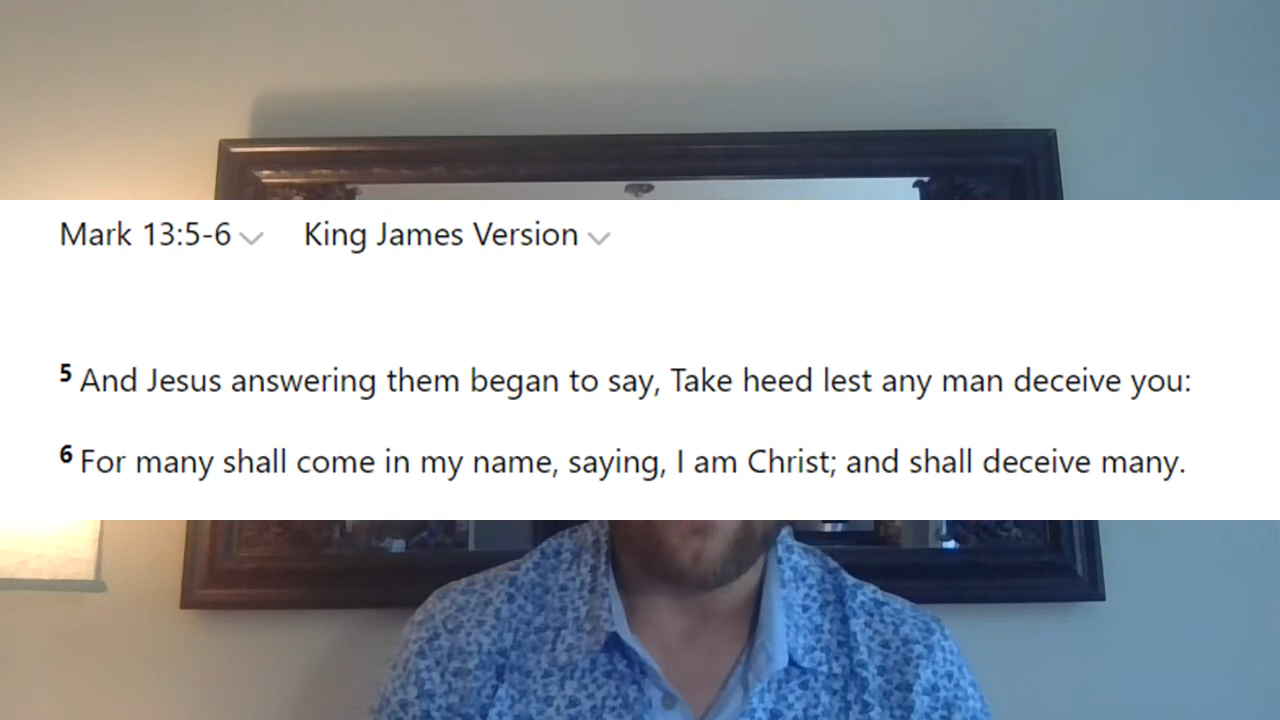 Mark 13:5-6 King James Version
5 And Jesus answering them began to say, Take heed lest any man deceive you:
6 For many shall come in my name, saying, I am Christ; and shall deceive many.